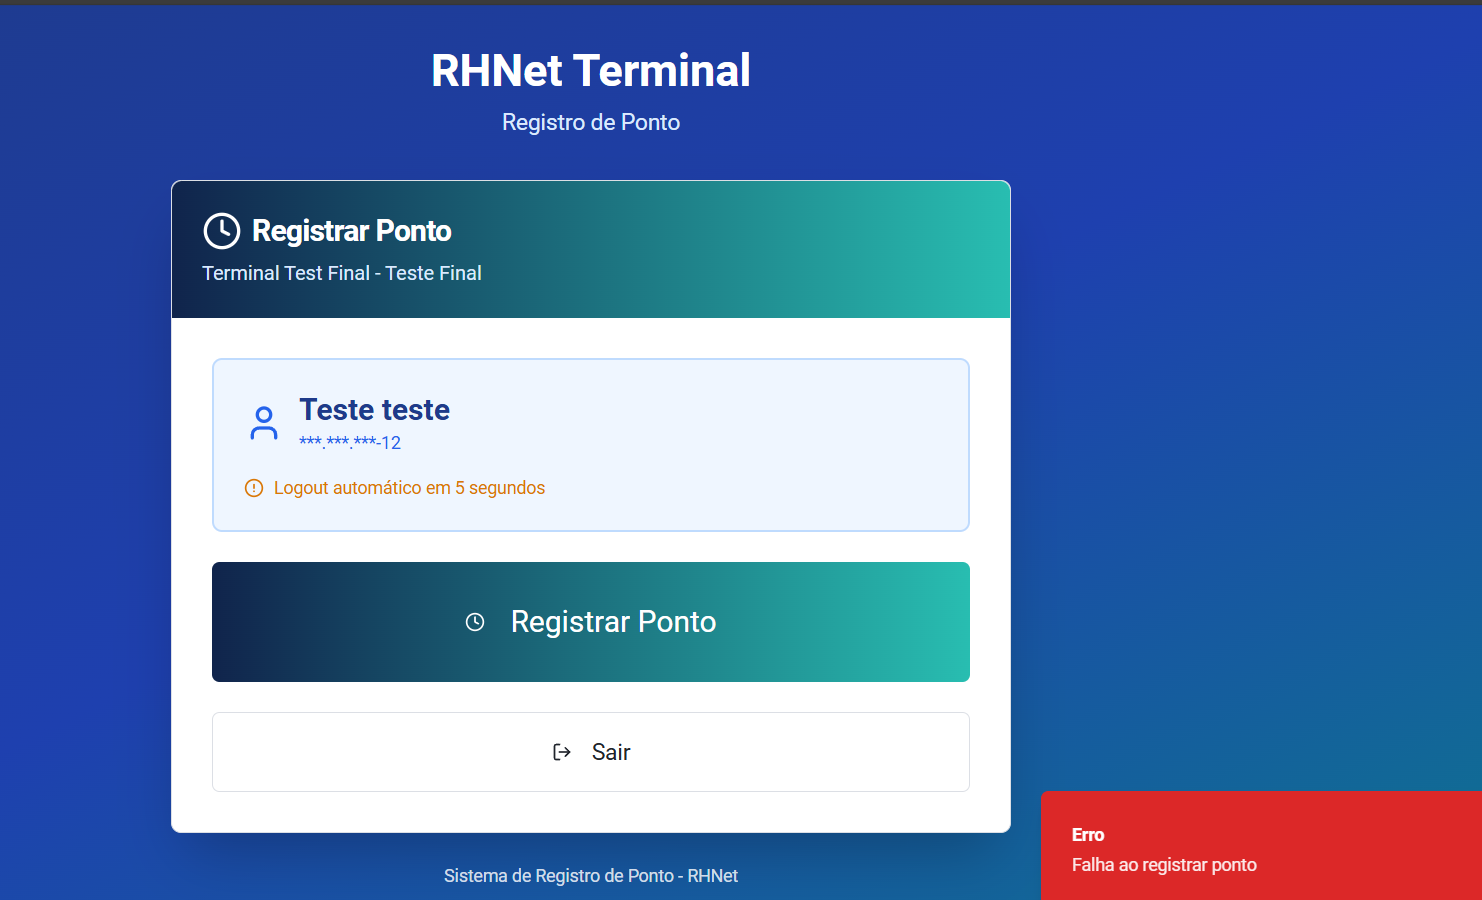 RHNet Terminal
Registro de Ponto
Registrar Ponto
Terminal Test Final - Teste Final
Teste teste
***.***.***-12
Logout automático em 5 segundos
Registrar Ponto
Sair
Erro
Falha ao registrar ponto
Sistema de Registro de Ponto - RHNet